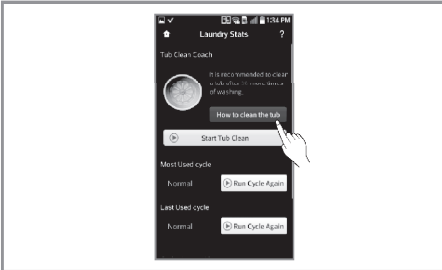 1:34 PM
Laundry Stats ?
Tub Clean Coach
It is recommended to clean
of washing.
How to clean the tub
Start Tub Clean
Most Used cycle
Normal Run Cycle Again
Last Used cycle
Normal Run Cycle Again